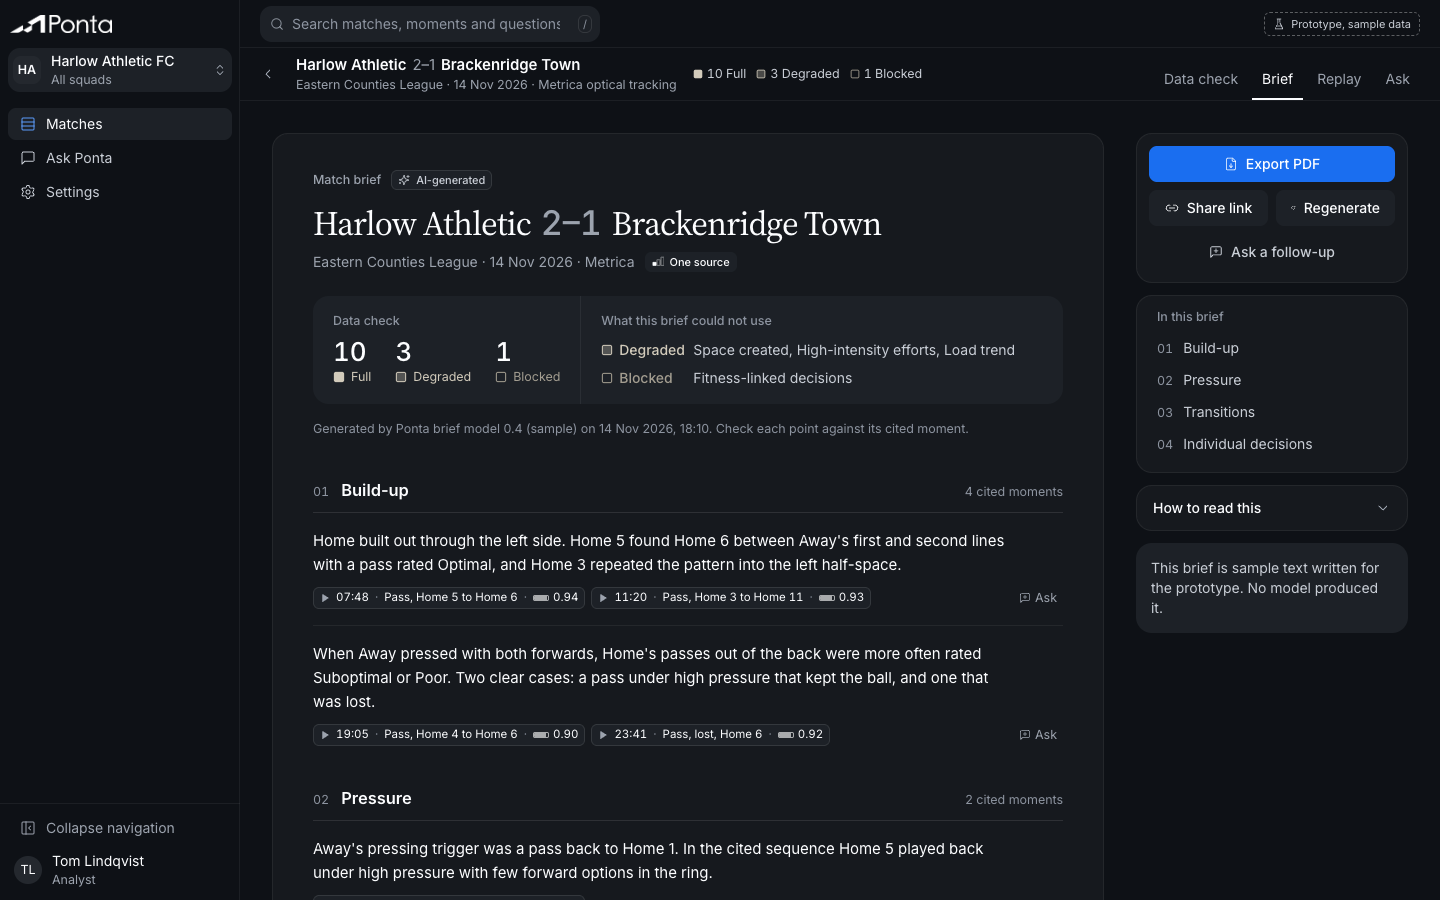 Ponta
HA
Harlow Athletic FC
All squads
Matches
Ask Ponta
Settings
Collapse navigation
TL
Tom Lindqvist
Analyst
Search matches, moments and questions
/
Prototype, sample data
Harlow Athletic 2–1 Brackenridge Town
Eastern Counties League · 14 Nov 2026 · Metrica optical tracking
10 Full
3 Degraded
1 Blocked
Data check
Brief
Replay
Ask
Match brief
AI-generated
Harlow Athletic 2–1 Brackenridge Town
Eastern Counties League · 14 Nov 2026 · Metrica
One source
Data check
10
3
1
Full
Degraded
Blocked
What this brief could not use
Degraded Space created, High-intensity efforts, Load trend
Blocked Fitness-linked decisions
Generated by Ponta brief model 0.4 (sample) on 14 Nov 2026, 18:10. Check each point against its cited moment.
01 Build-up
4 cited moments
Home built out through the left side. Home 5 found Home 6 between Away's first and second lines
with a pass rated Optimal, and Home 3 repeated the pattern into the left half-space.
07:48 · Pass, Home 5 to Home 6 · 0.94
11:20 · Pass, Home 3 to Home 11 · 0.93
Ask
When Away pressed with both forwards, Home's passes out of the back were more often rated
Suboptimal or Poor. Two clear cases: a pass under high pressure that kept the ball, and one that
was lost.
19:05 · Pass, Home 4 to Home 6 · 0.90
23:41 · Pass, lost, Home 6 · 0.92
Ask
02 Pressure
2 cited moments
Away's pressing trigger was a pass back to Home 1. In the cited sequence Home 5 played back
under high pressure with few forward options in the ring.
Export PDF
Share link
Regenerate
Ask a follow-up
In this brief
01 Build-up
02 Pressure
03 Transitions
04 Individual decisions
How to read this
This brief is sample text written for
the prototype. No model produced
it.